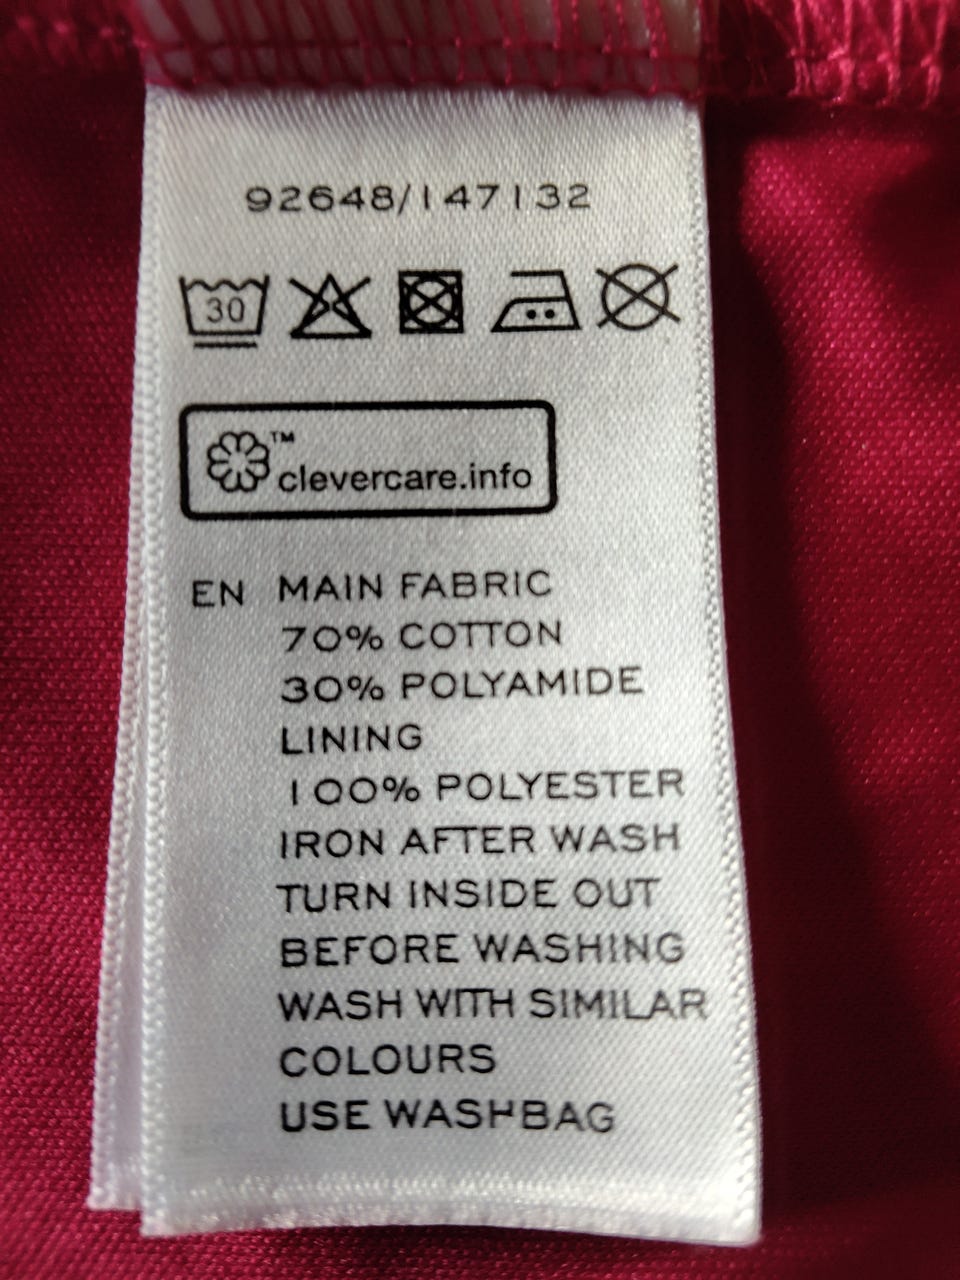 92648/147132
30
™
clevercare.info
EN MAIN FABRIC
70% COTTON
30% POLYAMIDE
LINING
100% POLYESTER
IRON AFTER WASH
TURN INSIDE OUT
BEFORE WASHING
WASH WITH SIMILAR
COLOURS
USE WASHBAG